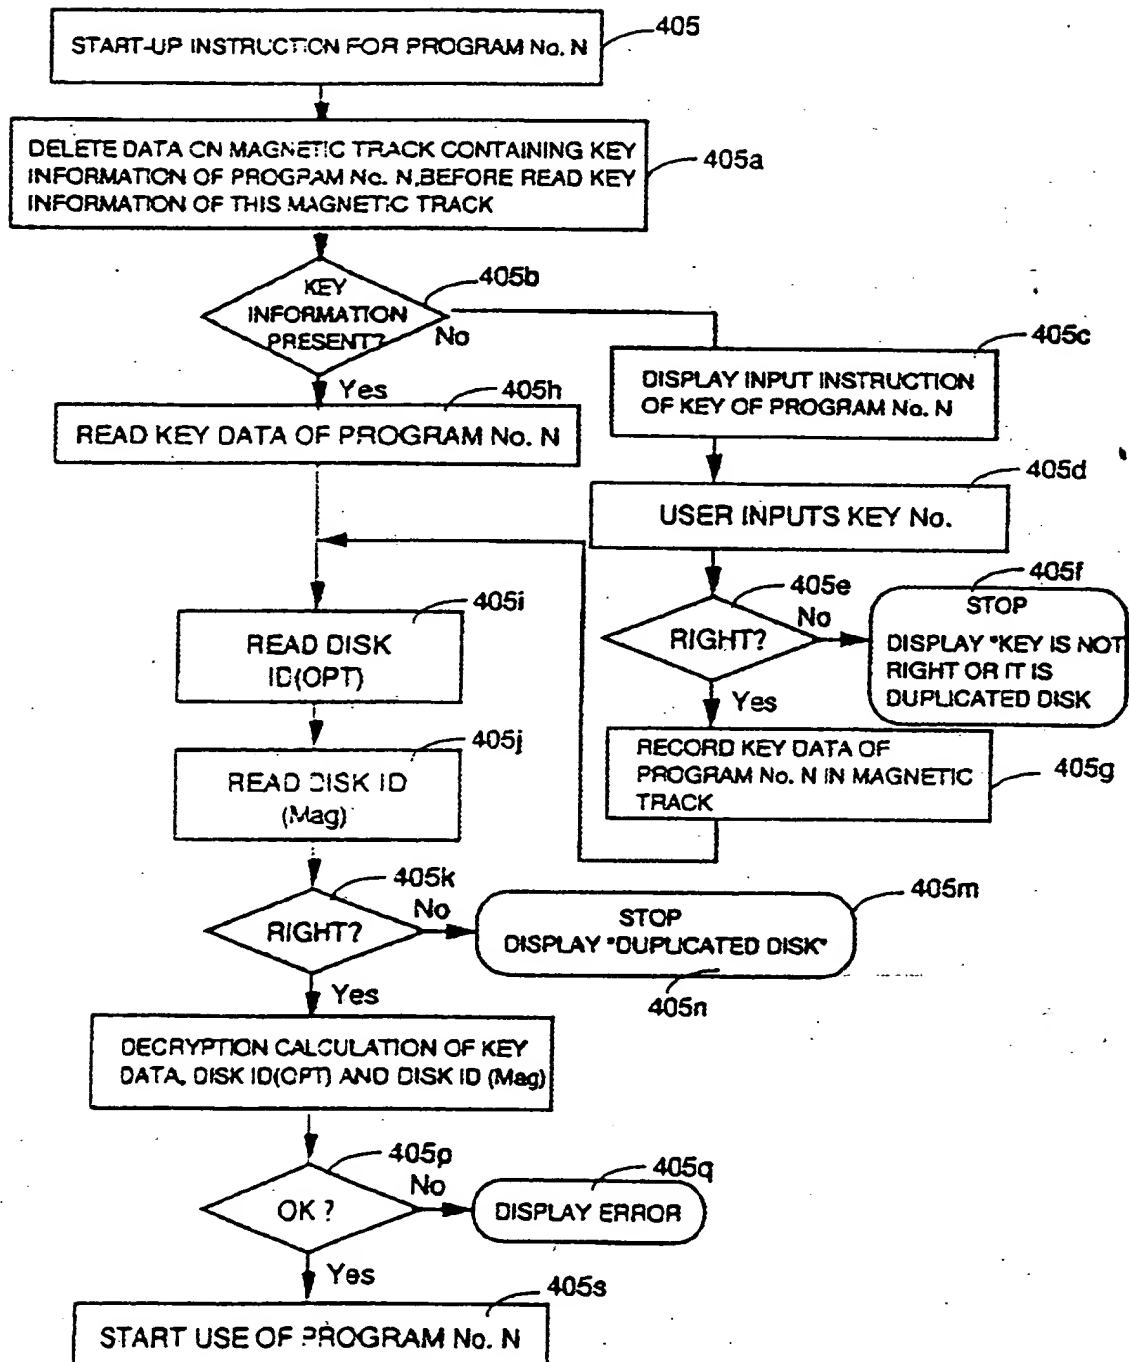 START-UP INSTRUCTION FOR PROGRAM No. N
405
DELETE DATA ON MAGNETIC TRACK CONTAINING KEY
INFORMATION OF PROGRAM No. N, BEFORE READ KEY
INFORMATION OF THIS MAGNETIC TRACK
405a
KEY
INFORMATION
PRESENT?
405b
No
Yes
405c
DISPLAY INPUT INSTRUCTION
OF KEY OF PROGRAM No. N
405h
READ KEY DATA OF PROGRAM No. N
405d
USER INPUTS KEY No.
405e
RIGHT?
No
Yes
405f
STOP
DISPLAY "KEY IS NOT
RIGHT OR IT IS
DUPLICATED DISK
405g
RECORD KEY DATA OF
PROGRAM No. N IN MAGNETIC
TRACK
405i
READ DISK
ID(OPT)
405j
READ DISK ID
(Mag)
405k
RIGHT?
No
Yes
405m
STOP
DISPLAY "DUPLICATED DISK"
405n
DECRYPTION CALCULATION OF KEY
DATA, DISK ID(OPT) AND DISK ID (Mag)
405p
OK ?
No
Yes
405q
DISPLAY ERROR
405s
START USE OF PROGRAM No. N